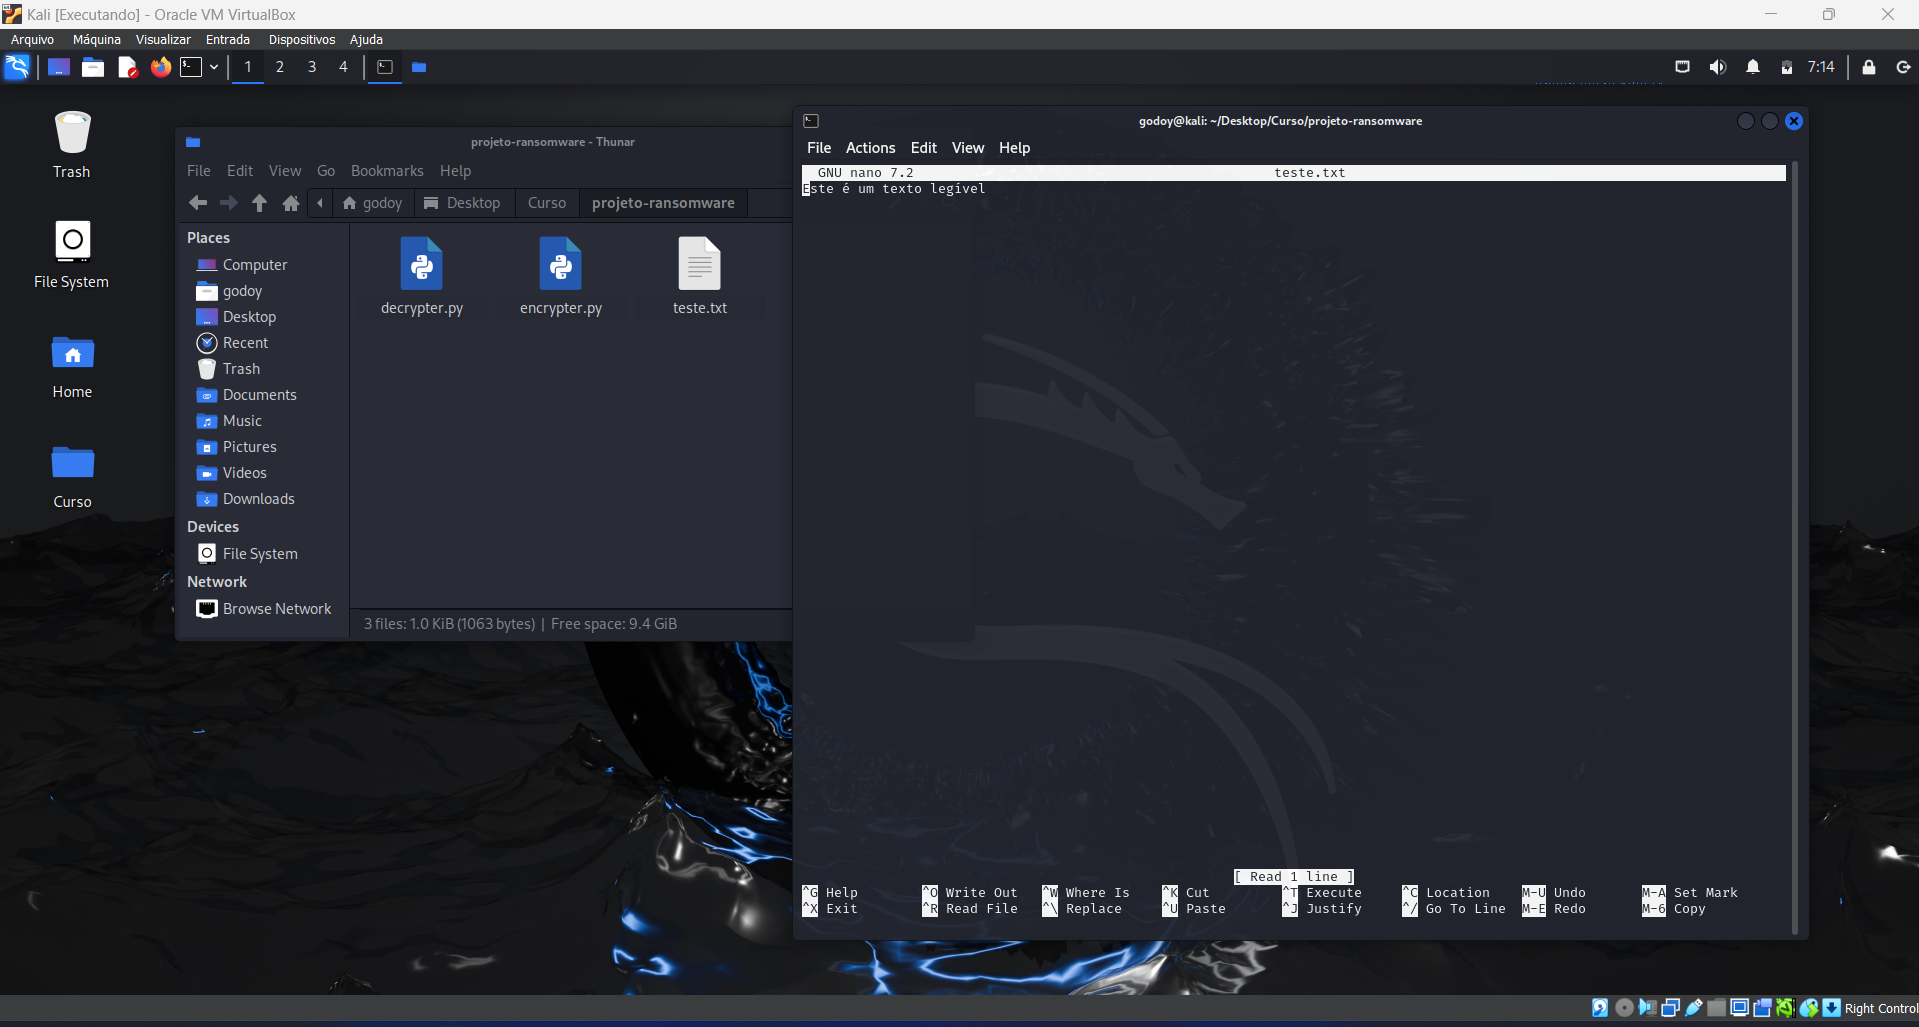 Kali [Executando] - Oracle VM VirtualBox
Arquivo Máquina Visualizar Entrada Dispositivos Ajuda
1 2 3 4
7:14
Trash
File System
Home
Curso
projeto-ransomware - Thunar
File Edit View Go Bookmarks Help
godoy Desktop Curso projeto-ransomware
Places
Computer
godoy
Desktop
Recent
Trash
Documents
Music
Pictures
Videos
Downloads
Devices
File System
Network
Browse Network
decrypter.py encrypter.py teste.txt
3 files: 1.0 KiB (1063 bytes) | Free space: 9.4 GiB
godoy@kali: ~/Desktop/Curso/projeto-ransomware
File Actions Edit View Help
GNU nano 7.2 teste.txt
Este é um texto legível
[ Read 1 line ]
^G Help ^O Write Out ^W Where Is ^K Cut ^T Execute ^C Location M-U Undo M-A Set Mark
^X Exit ^R Read File ^\ Replace ^U Paste ^J Justify ^/ Go To Line M-E Redo M-6 Copy
Right Control